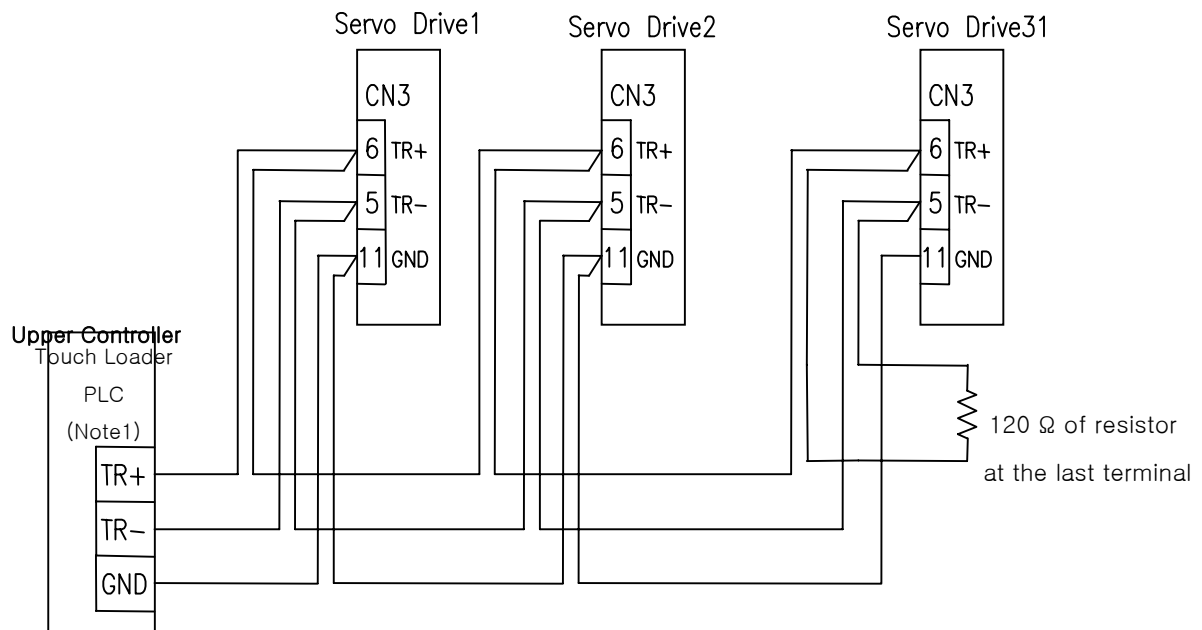 Servo Drive1
CN3
6 TR+
5 TR-
11 GND
Servo Drive2
CN3
6 TR+
5 TR-
11 GND
Servo Drive31
CN3
6 TR+
5 TR-
11 GND
Upper Controller
Touch Loader
PLC
(Note1)
TR+
TR-
GND
120 Ω of resistor
at the last terminal